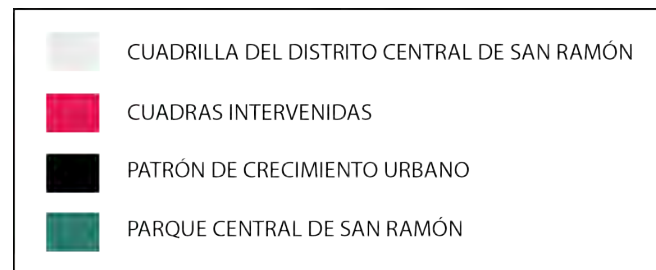 CUADRILLA DEL DISTRITO CENTRAL DE SAN RAMÓN
CUADRAS INTERVENIDAS
PATRÓN DE CRECIMIENTO URBANO
PARQUE CENTRAL DE SAN RAMÓN